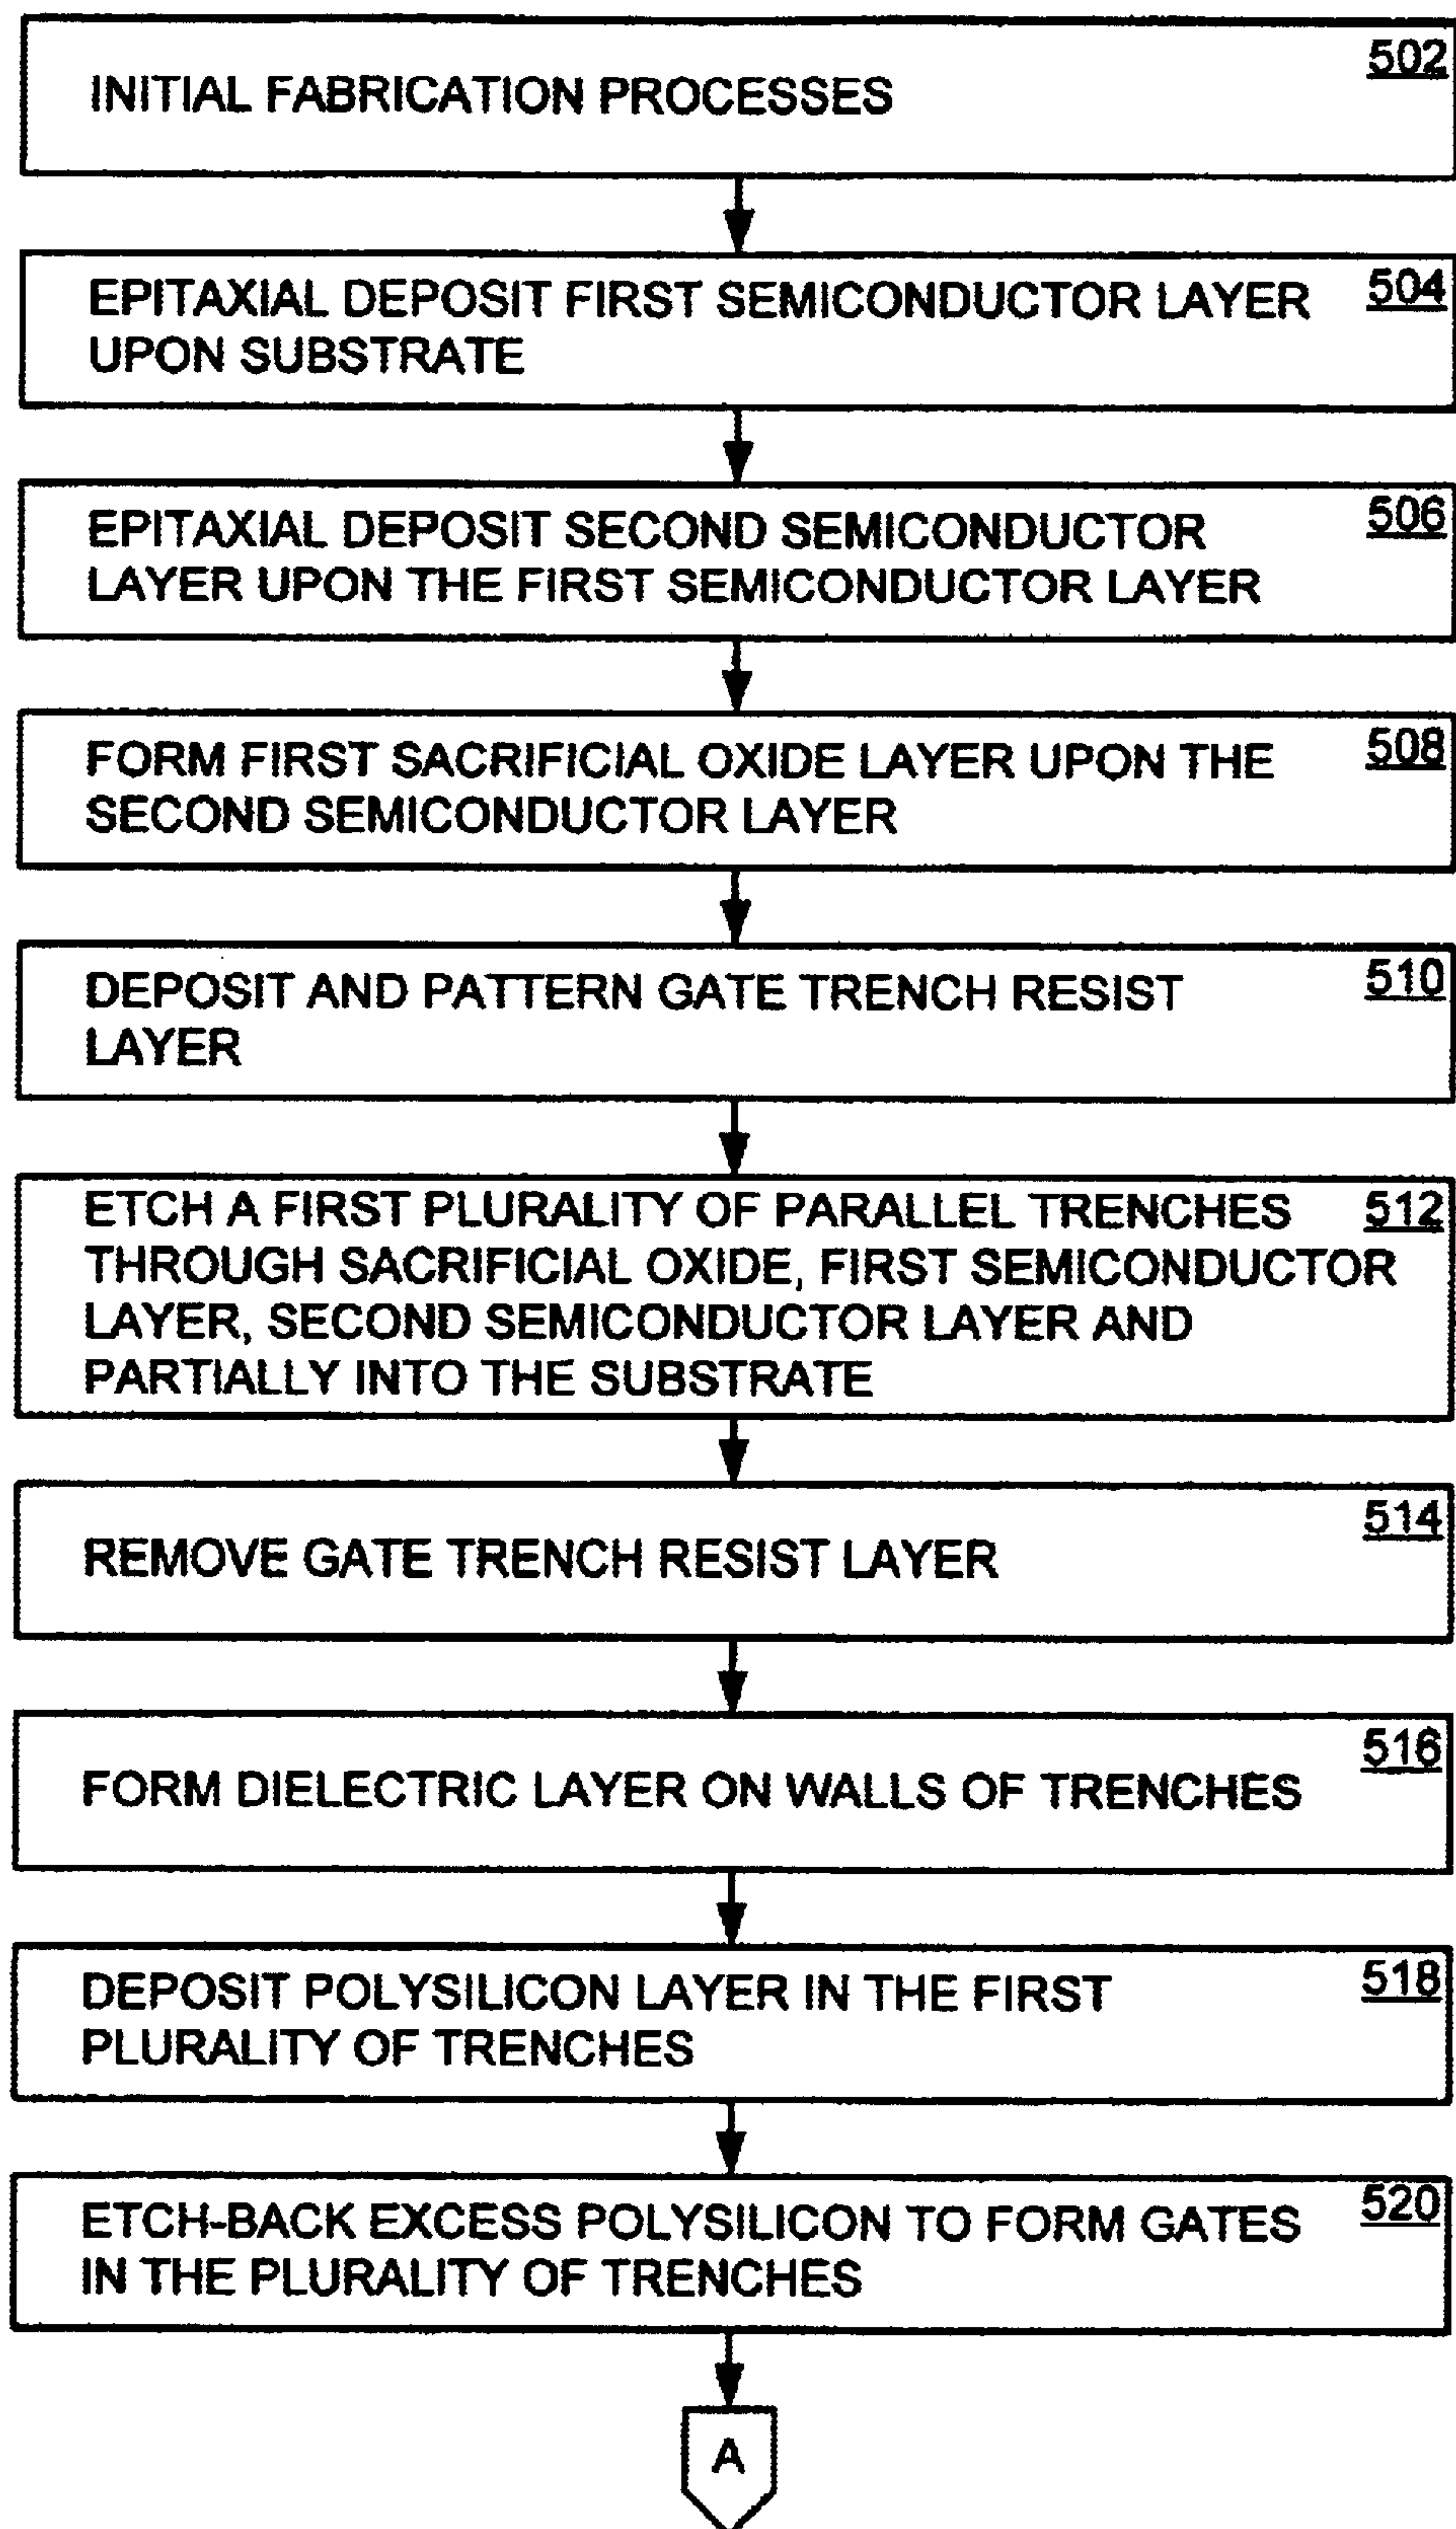 502
INITIAL FABRICATION PROCESSES
504
EPITAXIAL DEPOSIT FIRST SEMICONDUCTOR LAYER
UPON SUBSTRATE
506
EPITAXIAL DEPOSIT SECOND SEMICONDUCTOR
LAYER UPON THE FIRST SEMICONDUCTOR LAYER
508
FORM FIRST SACRIFICIAL OXIDE LAYER UPON THE
SECOND SEMICONDUCTOR LAYER
510
DEPOSIT AND PATTERN GATE TRENCH RESIST
LAYER
512
ETCH A FIRST PLURALITY OF PARALLEL TRENCHES
THROUGH SACRIFICIAL OXIDE, FIRST SEMICONDUCTOR
LAYER, SECOND SEMICONDUCTOR LAYER AND
PARTIALLY INTO THE SUBSTRATE
514
REMOVE GATE TRENCH RESIST LAYER
516
FORM DIELECTRIC LAYER ON WALLS OF TRENCHES
518
DEPOSIT POLYSILICON LAYER IN THE FIRST
PLURALITY OF TRENCHES
520
ETCH-BACK EXCESS POLYSILICON TO FORM GATES
IN THE PLURALITY OF TRENCHES
A